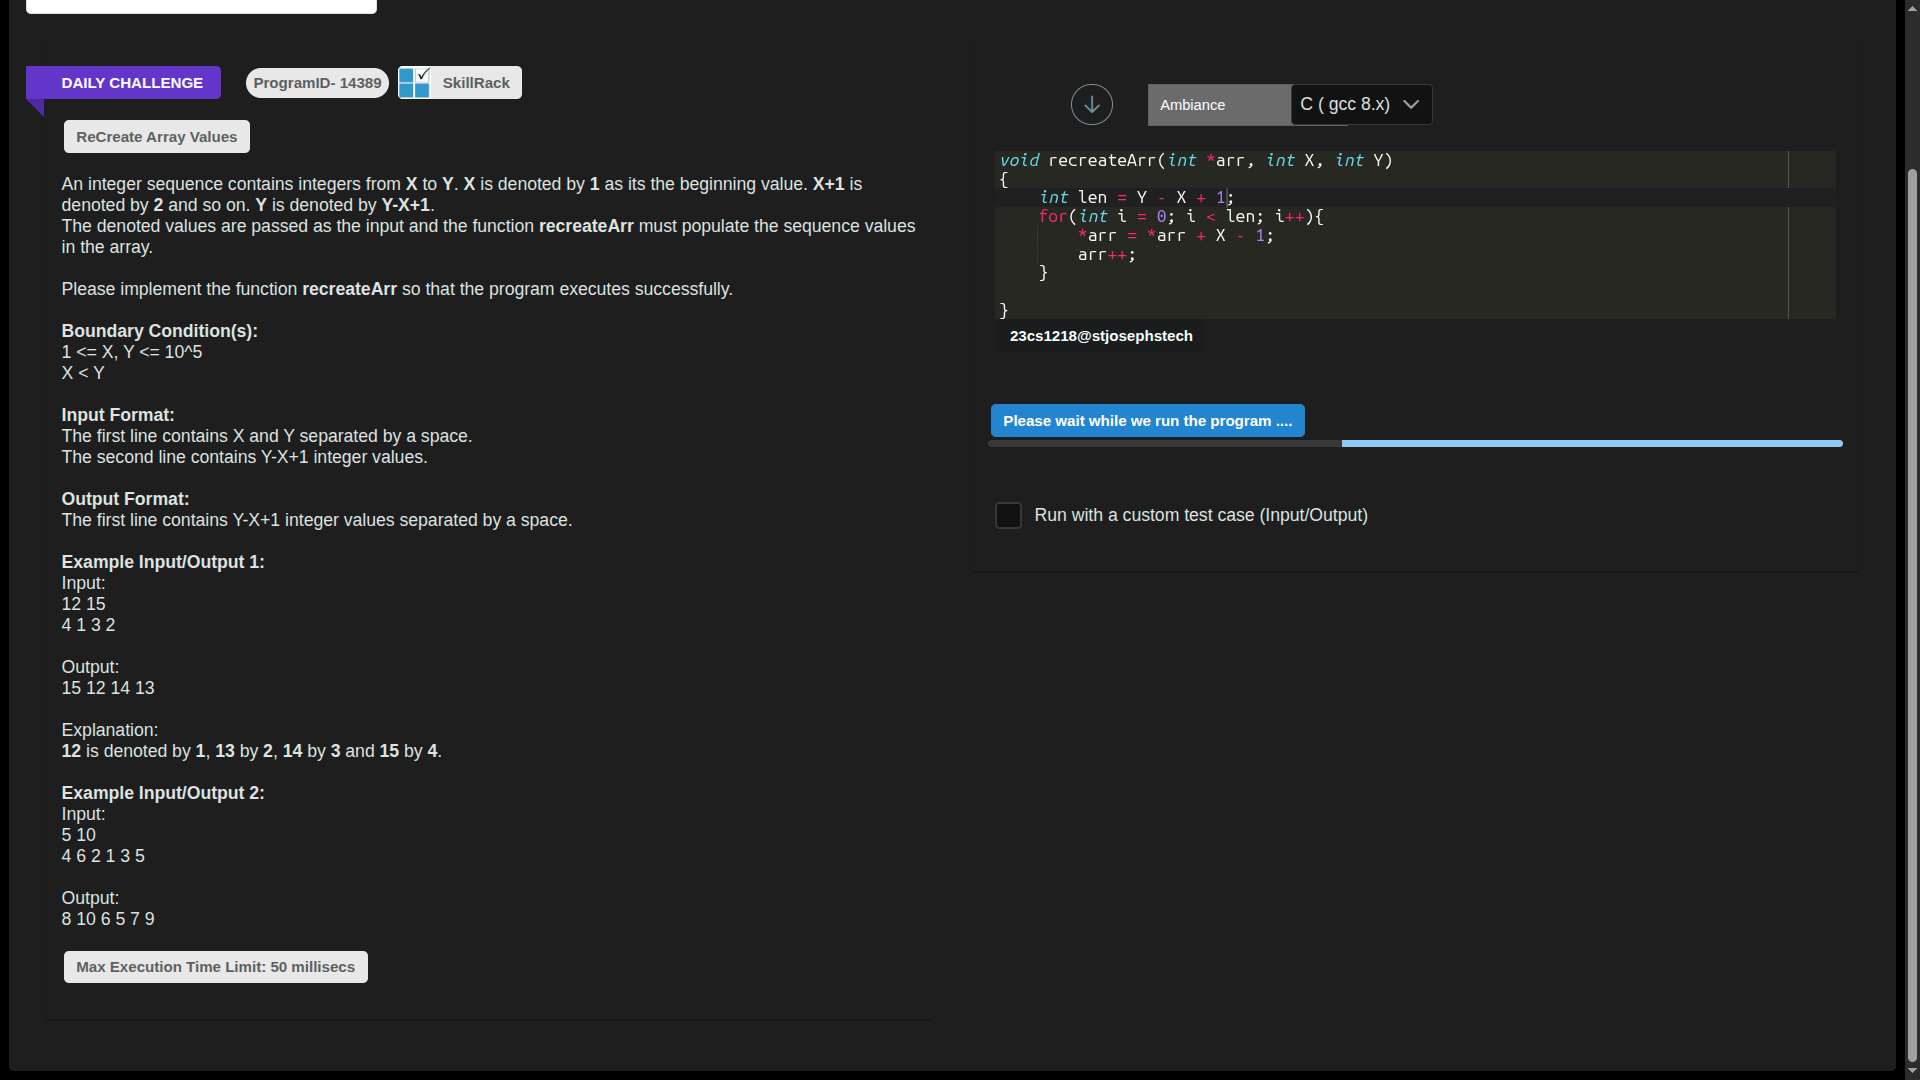 DAILY CHALLENGE
ProgramID- 14389
SkillRack
ReCreate Array Values
An integer sequence contains integers from X to Y. X is denoted by 1 as its the beginning value. X+1 is
denoted by 2 and so on. Y is denoted by Y-X+1.
The denoted values are passed as the input and the function recreateArr must populate the sequence values
in the array.
Please implement the function recreateArr so that the program executes successfully.
Boundary Condition(s):
1 <= X, Y <= 10^5
X < Y
Input Format:
The first line contains X and Y separated by a space.
The second line contains Y-X+1 integer values.
Output Format:
The first line contains Y-X+1 integer values separated by a space.
Example Input/Output 1:
Input:
12 15
4 1 3 2
Output:
15 12 14 13
Explanation:
12 is denoted by 1, 13 by 2, 14 by 3 and 15 by 4.
Example Input/Output 2:
Input:
5 10
4 6 2 1 3 5
Output:
8 10 6 5 7 9
Max Execution Time Limit: 50 millisecs
Ambiance
C ( gcc 8.x)
void recreateArr(int *arr, int X, int Y)
{
    int len = Y - X + 1;
    for(int i = 0; i < len; i++){
        *arr = *arr + X - 1;
        arr++;
    }
}
23cs1218@stjosephstech
Please wait while we run the program ....
Run with a custom test case (Input/Output)